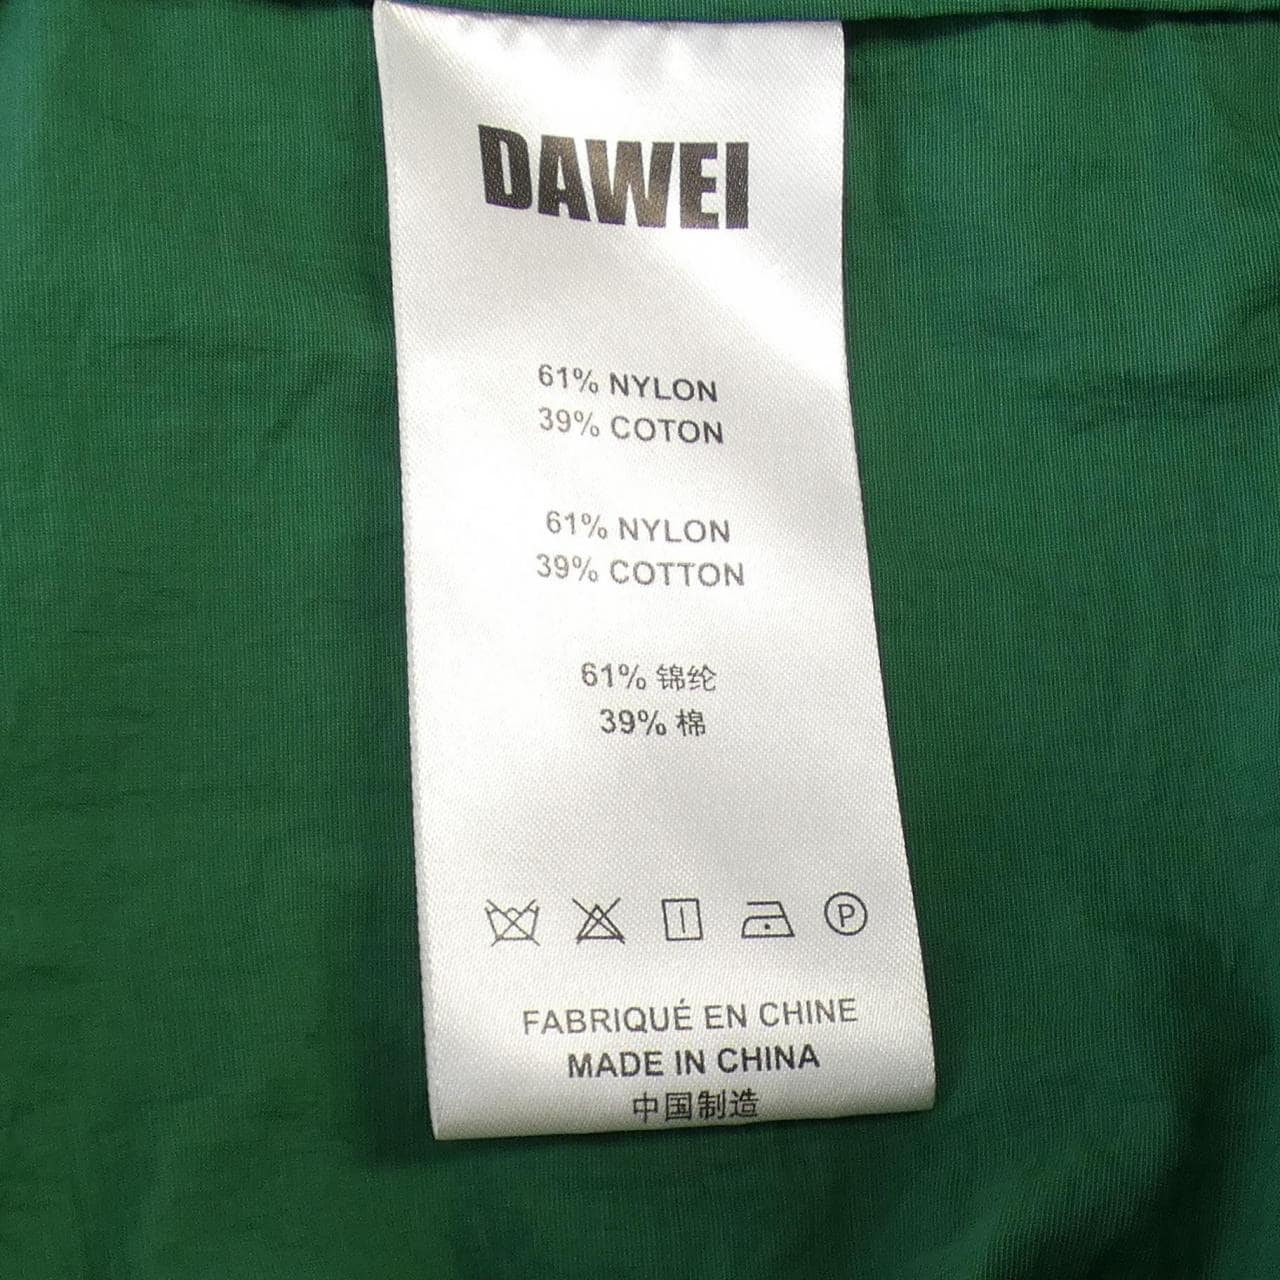 DAWEI
61% NYLON
39% COTON
61% NYLON
39% COTTON
61% 锦纶
39% 棉
P
FABRIQUÉ EN CHINE
MADE IN CHINA
中国制造